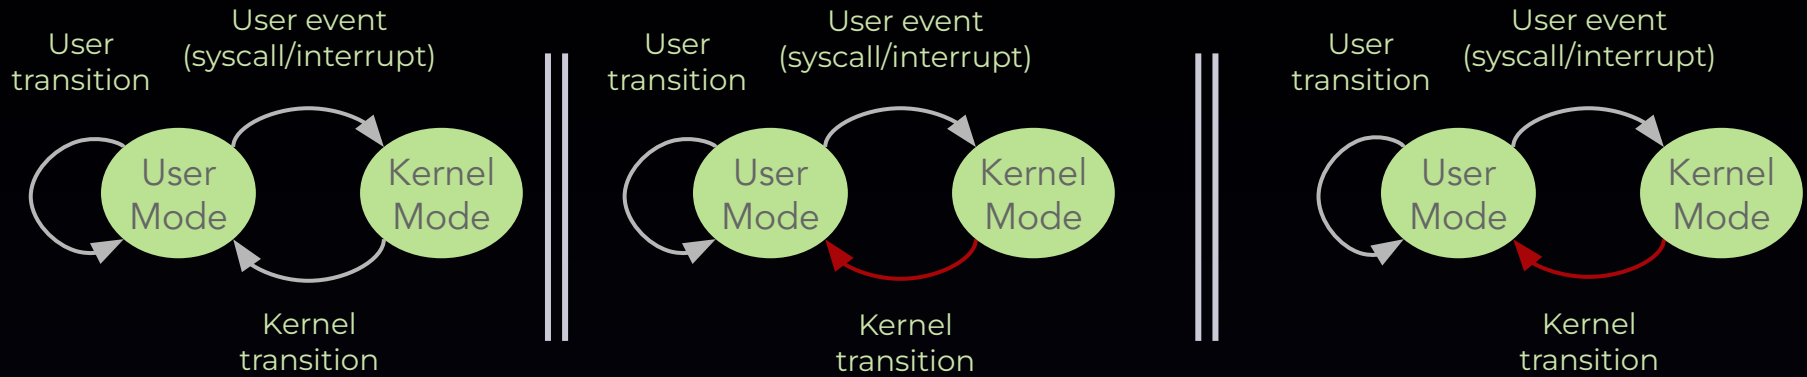 User
transition
User event
(syscall/interrupt)
User
Mode
Kernel
Mode
Kernel
transition
User
transition
User event
(syscall/interrupt)
User
Mode
Kernel
Mode
Kernel
transition
User
transition
User event
(syscall/interrupt)
User
Mode
Kernel
Mode
Kernel
transition